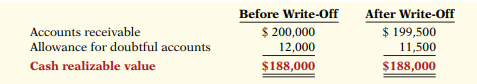 Before Write-Off After Write-Off
Accounts receivable $ 200,000 $ 199,500
Allowance for doubtful accounts 12,000 11,500
Cash realizable value $188,000 $188,000